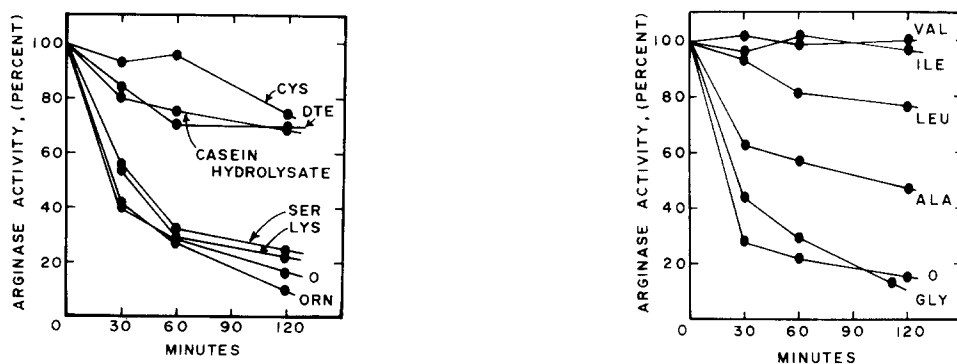 ARGINASE ACTIVITY, (PERCENT)
100
80
60
40
20
0
30
60
90
120
MINUTES
CYS
DTE
CASEIN
HYDROLYSATE
SER
LYS
O
ORN
ARGINASE ACTIVITY, (PERCENT)
100
80
60
40
20
0
30
60
90
120
MINUTES
VAL
ILE
LEU
ALA
O
GLY